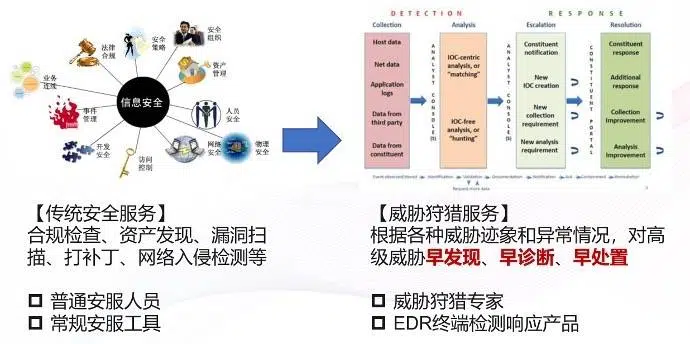 DETECTION RESPONSE
Collection
Analysis
Escalation
Resolution
安全
策略
安全
组织
法律
合规
资产
管理
业务
连续
信息安全
人员
安全
事件
管理
开发
安全
访问
控制
网络
安全
物理
安全
Host data
Net data
Application
logs
Data from
third party
Data from
constituent
ANALYST CONSOLE(S)
IOC-centric
analysis, or
"matching"
IOC-free
analysis, or
"hunting"
ANALYST CONSOLE(S)
Constituent
notification
New
IOC creation
New
collection
requirement
New analysis
requirement
CONSTITUENT PORTAL
Constituent
response
Additional
response
Collection
Improvement
Analysis
Improvement
Request more data
【传统安全服务】
合规检查、资产发现、漏洞扫
描、打补丁、网络入侵检测等
普通安服人员
常规安服工具
【威胁狩猎服务】
根据各种威胁迹象和异常情况，对高
级威胁早发现、早诊断、早处置
威胁狩猎专家
EDR终端检测响应产品